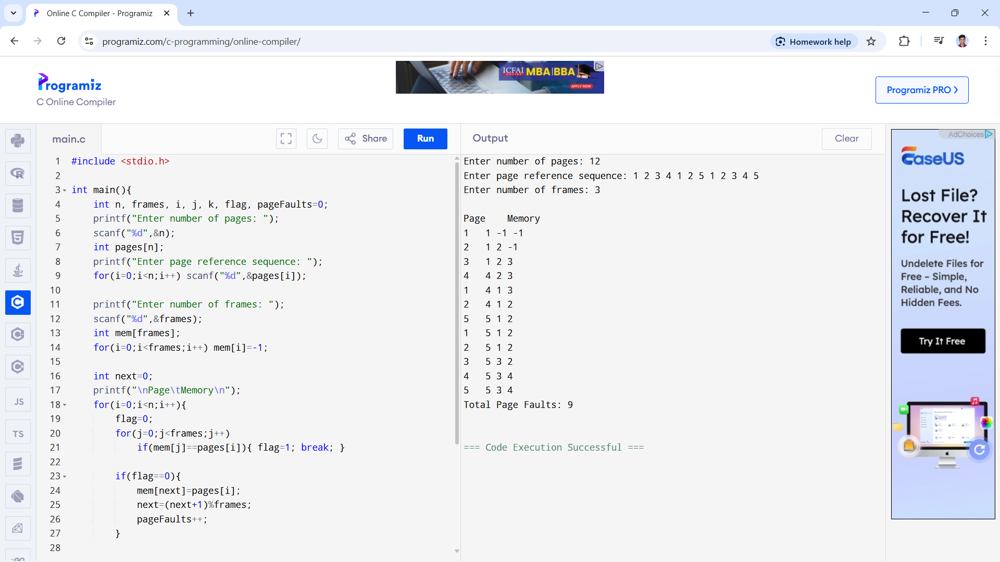 Online C Compiler - Programiz
programiz.com/c-programming/online-compiler/
Homework help
Programiz
C Online Compiler
ICFAI ONLINE MBA|BBA
APPLY NOW
Programiz PRO
main.c
Share
Run
Output
Clear
1 #include <stdio.h>
2
3 int main(){
4 int n, frames, i, j, k, flag, pageFaults=0;
5 printf("Enter number of pages: ");
6 scanf("%d",&n);
7 int pages[n];
8 printf("Enter page reference sequence: ");
9 for(i=0;i<n;i++) scanf("%d",&pages[i]);
10
11 printf("Enter number of frames: ");
12 scanf("%d",&frames);
13 int mem[frames];
14 for(i=0;i<frames;i++) mem[i]=-1;
15
16 int next=0;
17 printf("\nPage\tMemory\n");
18 for(i=0;i<n;i++){
19 flag=0;
20 for(j=0;j<frames;j++)
21 if(mem[j]==pages[i]){ flag=1; break; }
22
23 if(flag==0){
24 mem[next]=pages[i];
25 next=(next+1)%frames;
26 pageFaults++;
27 }
28
Enter number of pages: 12
Enter page reference sequence: 1 2 3 4 1 2 5 1 2 3 4 5
Enter number of frames: 3
Page Memory
1 1 -1 -1
2 1 2 -1
3 1 2 3
4 4 2 3
1 4 1 3
2 4 1 2
5 5 1 2
1 5 1 2
2 5 1 2
3 5 3 2
4 5 3 4
5 5 3 4
Total Page Faults: 9
=== Code Execution Successful ===
JS
TS
GO
AdChoices
EaseUS
Lost File?
Recover It
for Free!
Undelete Files for
Free – Simple,
Reliable, and No
Hidden Fees.
Try It Free